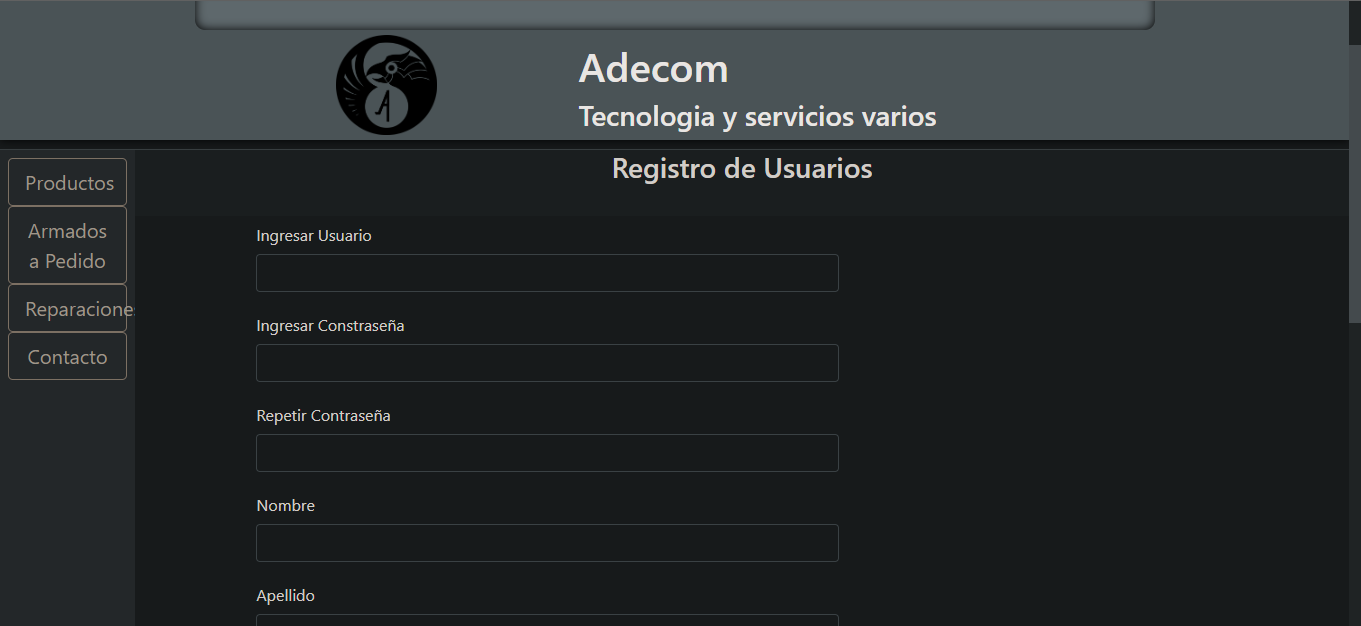 Adecom
Tecnologia y servicios varios
Registro de Usuarios
Productos
Armados
a Pedido
Reparaciones
Contacto
Ingresar Usuario
Ingresar Constraseña
Repetir Contraseña
Nombre
Apellido